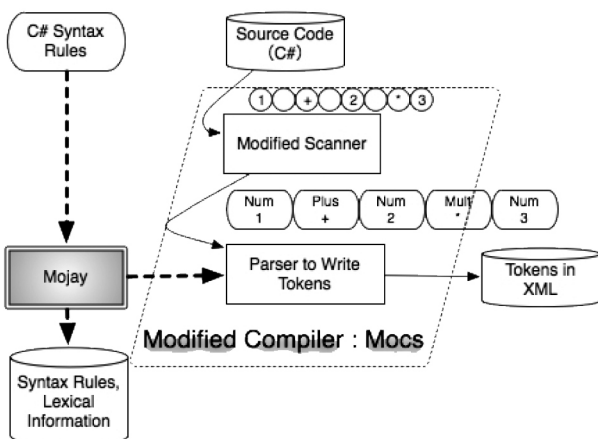 C# Syntax
Rules
Source Code
(C#)
1 + 2 * 3
Modified Scanner
Num
1
Plus
+
Num
2
Mult
*
Num
3
Mojay
Parser to Write
Tokens
Tokens in
XML
Modified Compiler : Mocs
Syntax Rules,
Lexical
Information